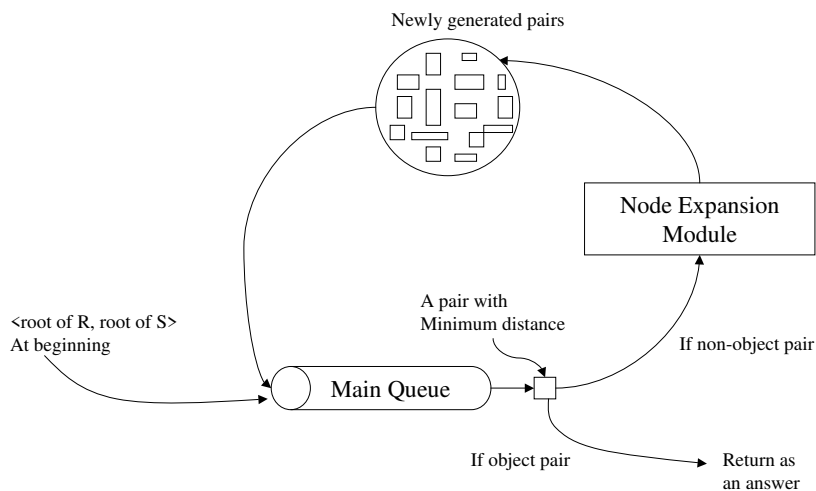 Newly generated pairs
Node Expansion
Module
A pair with
Minimum distance
<root of R, root of S>
At beginning
If non-object pair
Main Queue
If object pair
Return as
an answer